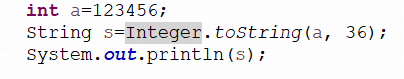 int a=123456;
String s=Integer.toString(a, 36);
System.out.println(s);